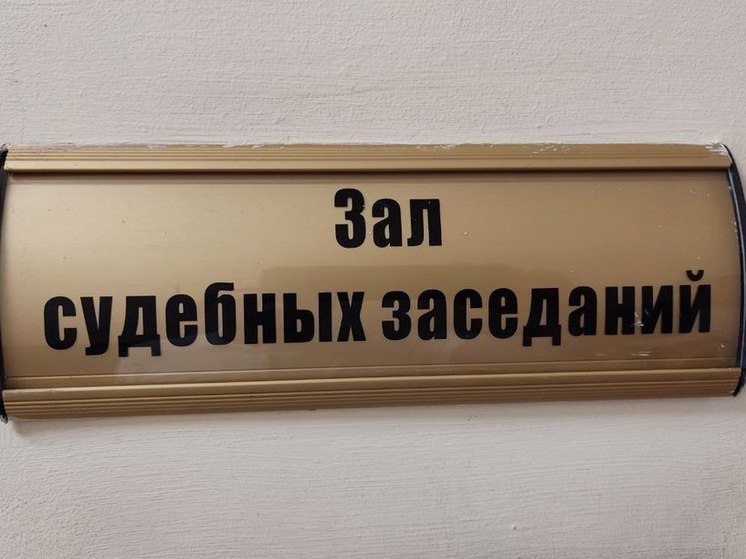 Зал
судебных заседаний